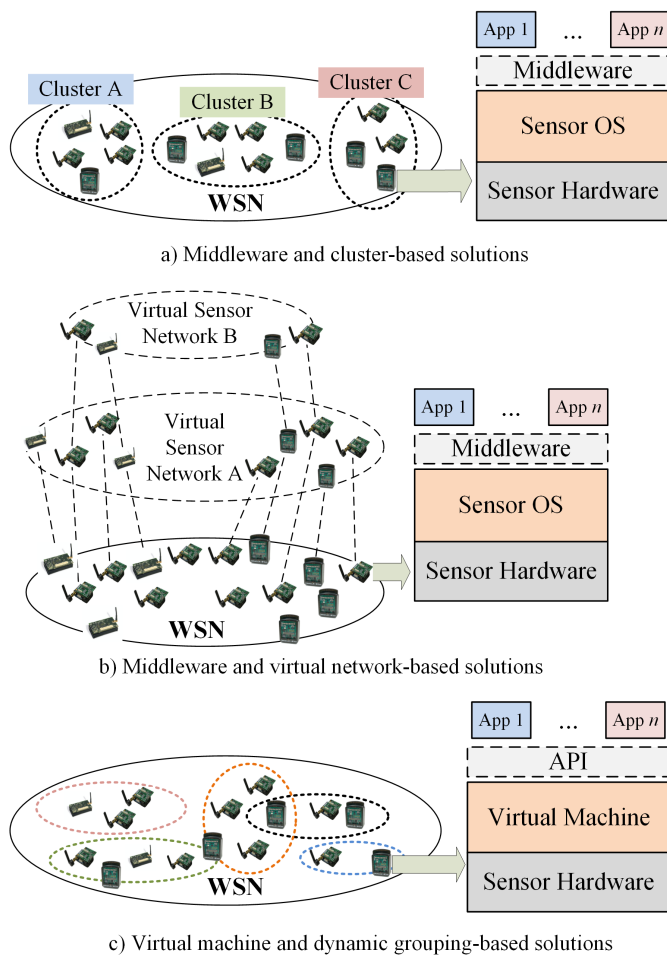 App 1 ... App n
Middleware
Cluster A
Cluster B
Cluster C
Sensor OS
WSN
Sensor Hardware
a) Middleware and cluster-based solutions
Virtual Sensor
Network B
App 1 ... App n
Virtual
Sensor
Network A
Middleware
Sensor OS
Sensor Hardware
WSN
b) Middleware and virtual network-based solutions
App 1 ... App n
API
Virtual Machine
WSN
Sensor Hardware
c) Virtual machine and dynamic grouping-based solutions